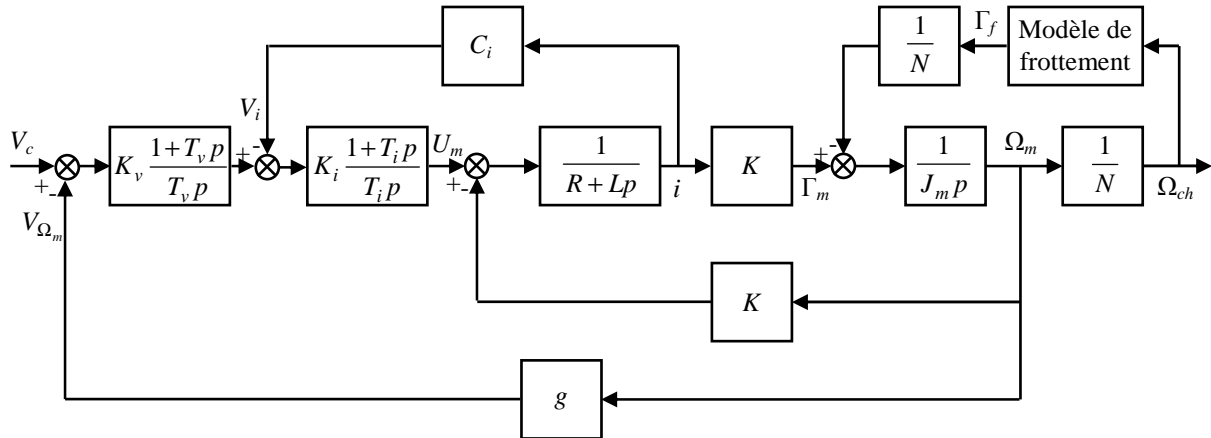 C_i
1/N
Γ_f
Modèle de
frottement
V_i
V_c
+
-
K_v (1+T_v p)/(T_v p)
+
-
K_i (1+T_i p)/(T_i p)
U_m
+
-
1/(R+Lp)
i
K
Γ_m
+
-
1/(J_m p)
Ω_m
1/N
Ω_ch
V_Ω_m
K
g